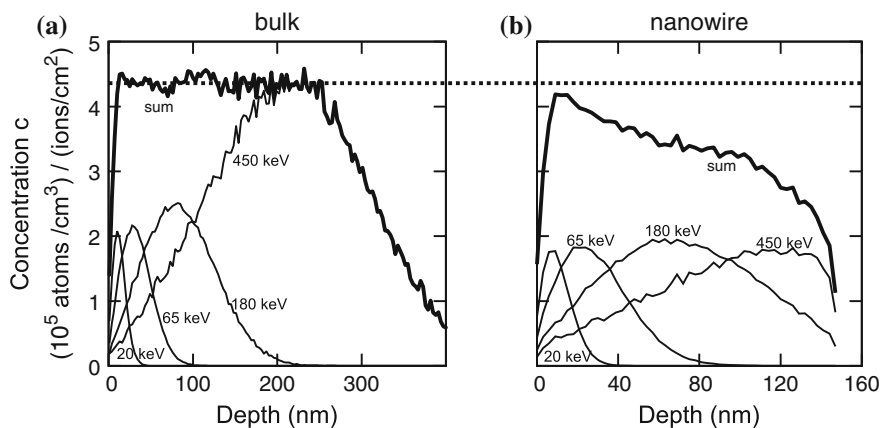 (a) bulk
(b) nanowire
Concentration c
(10⁵ atoms /cm³) / (ions/cm²)
5
4
3
2
1
0
sum
450 keV
180 keV
65 keV
20 keV
0 100 200 300
Depth (nm)
sum
65 keV
180 keV
450 keV
20 keV
0 40 80 120 160
Depth (nm)